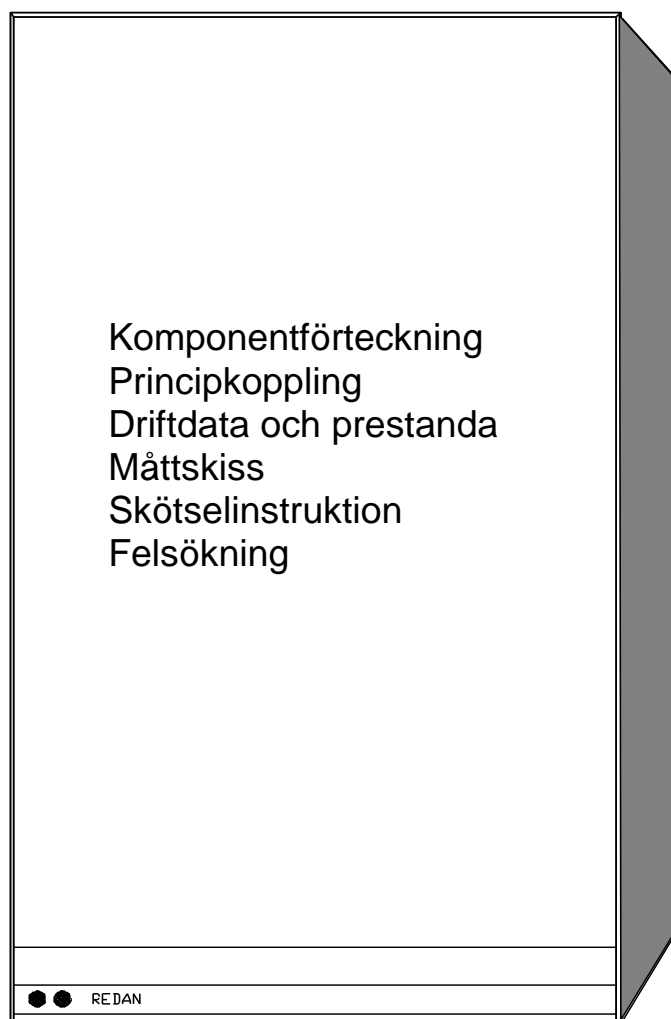 Komponentförteckning
Principkoppling
Driftdata och prestanda
Måttskiss
Skötselinstruktion
Felsökning
REDAN